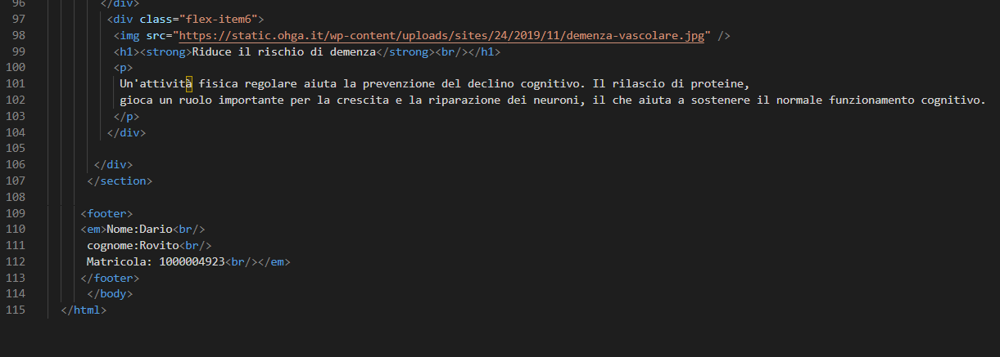 96 </div>
97 <div class="flex-item6">
98 <img src="https://static.ohga.it/wp-content/uploads/sites/24/2019/11/demenza-vascolare.jpg" />
99 <h1><strong>Riduce il rischio di demenza</strong><br/></h1>
100 <p>
101 Un'attività fisica regolare aiuta la prevenzione del declino cognitivo. Il rilascio di proteine,
102 gioca un ruolo importante per la crescita e la riparazione dei neuroni, il che aiuta a sostenere il normale funzionamento cognitivo.
103 </p>
104 </div>
105
106 </div>
107 </section>
108
109 <footer>
110 <em>Nome:Dario<br/>
111 cognome:Rovito<br/>
112 Matricola: 1000004923<br/></em>
113 </footer>
114 </body>
115 </html>